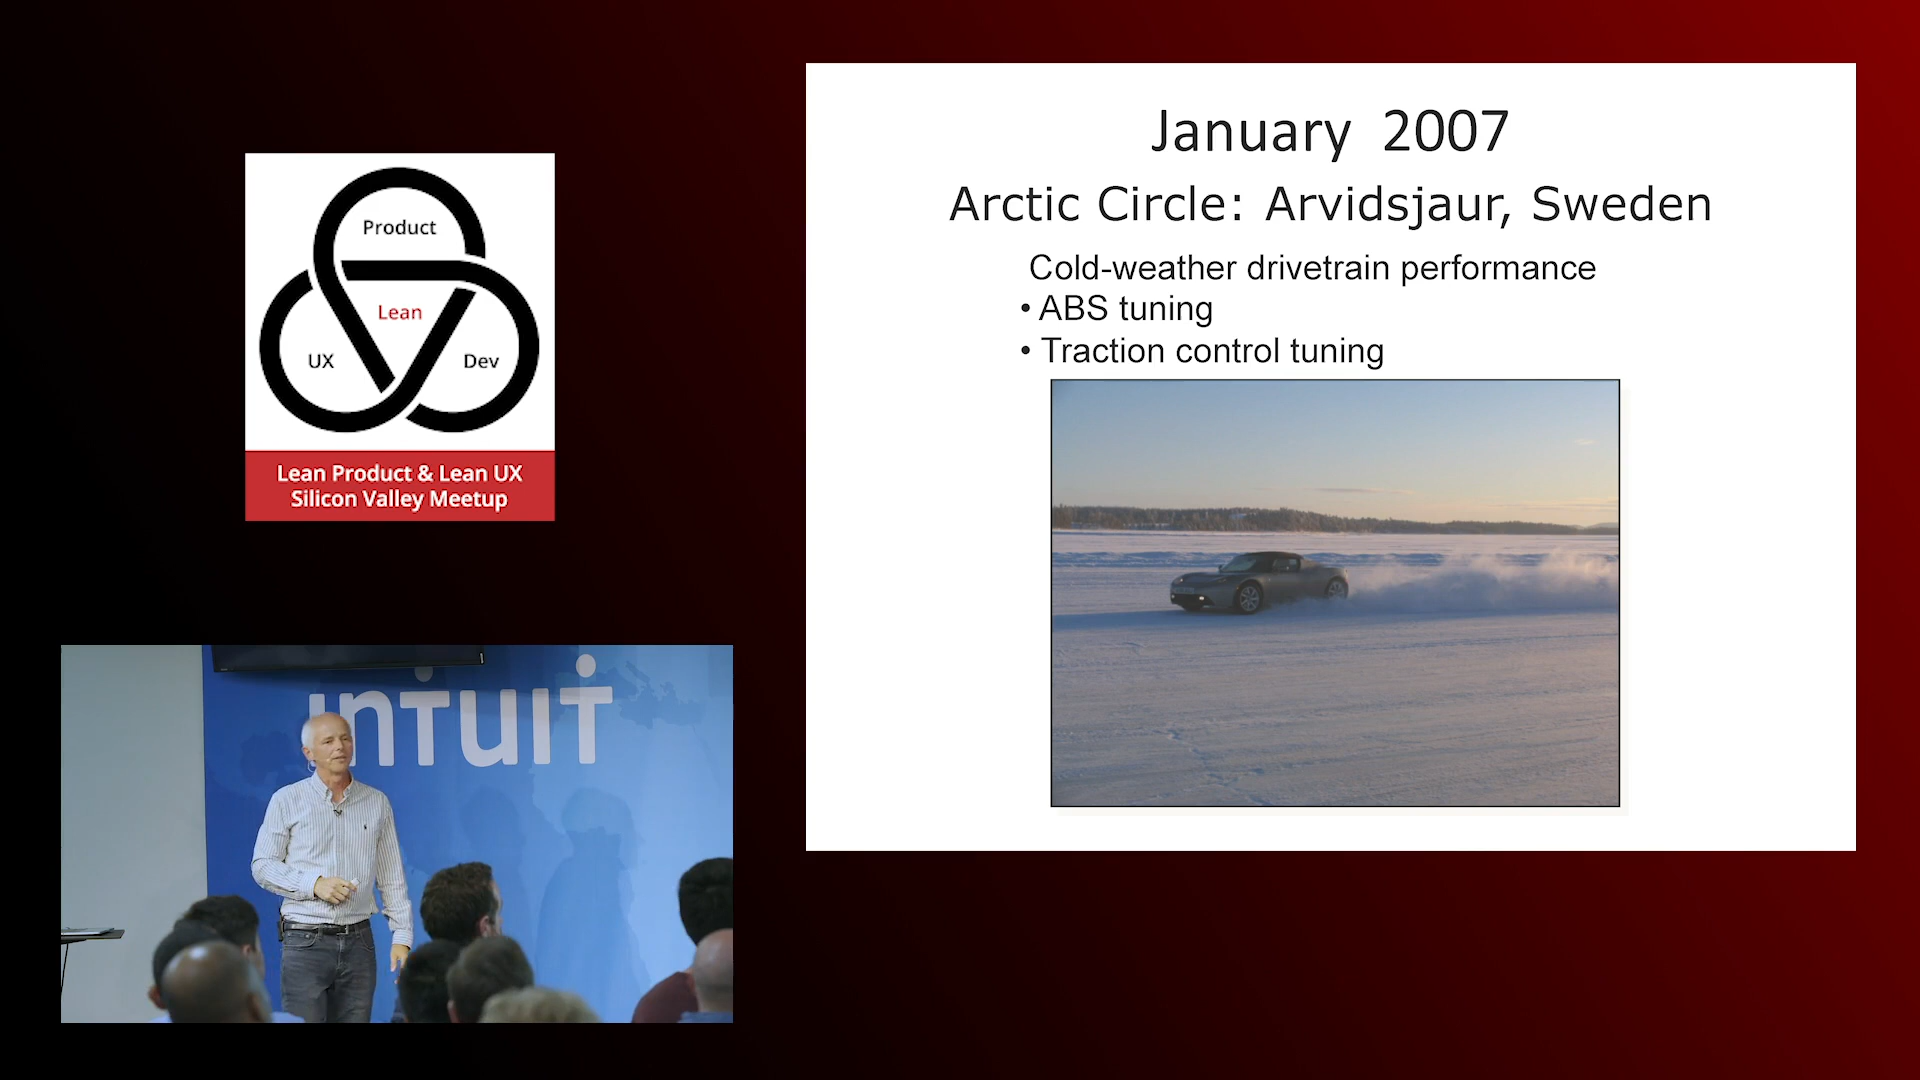 Product
Lean
UX
Dev
Lean Product & Lean UX
Silicon Valley Meetup
January 2007
Arctic Circle: Arvidsjaur, Sweden
Cold-weather drivetrain performance
• ABS tuning
• Traction control tuning
intuit